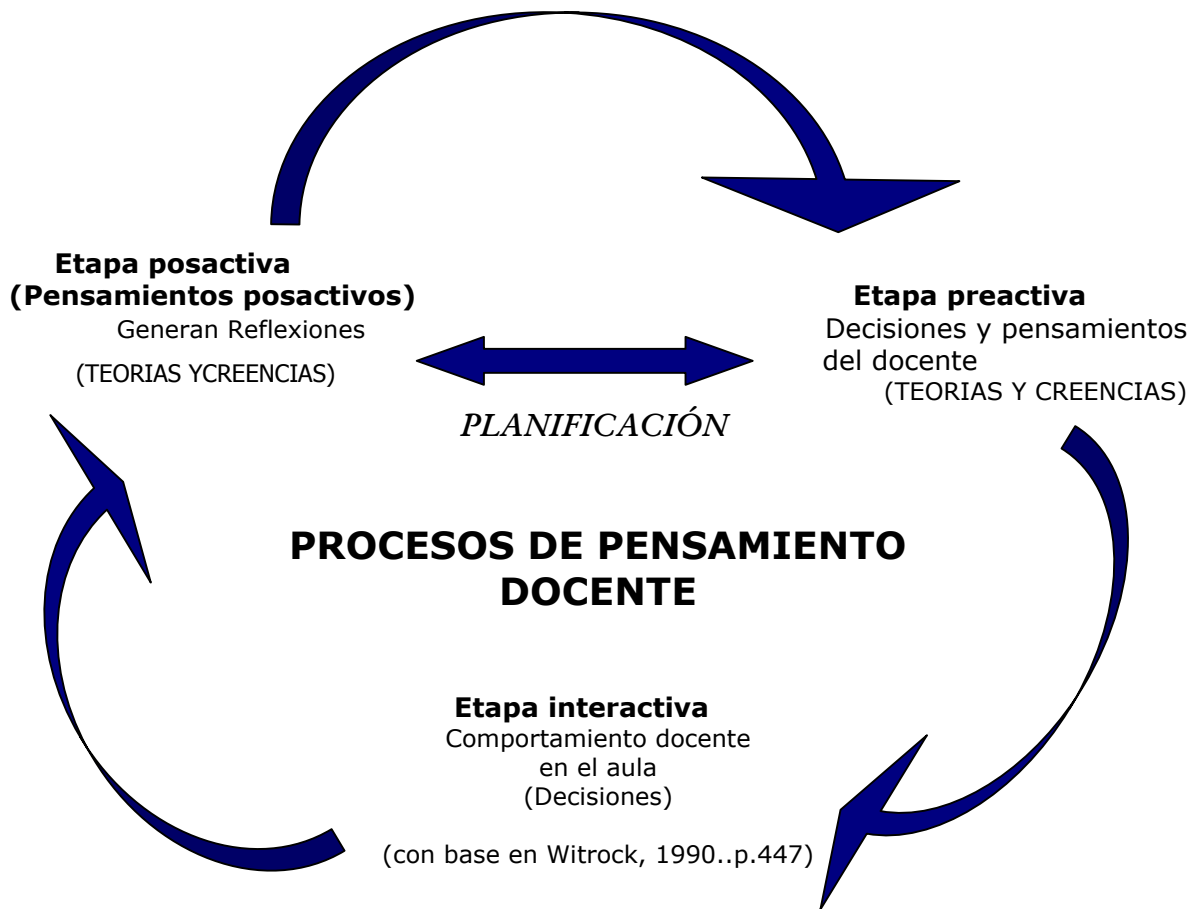 Etapa posactiva
(Pensamientos posactivos)
Generan Reflexiones
(TEORIAS YCREENCIAS)
Etapa preactiva
Decisiones y pensamientos
del docente
(TEORIAS Y CREENCIAS)
PLANIFICACIÓN
PROCESOS DE PENSAMIENTO
DOCENTE
Etapa interactiva
Comportamiento docente
en el aula
(Decisiones)
(con base en Witrock, 1990..p.447)